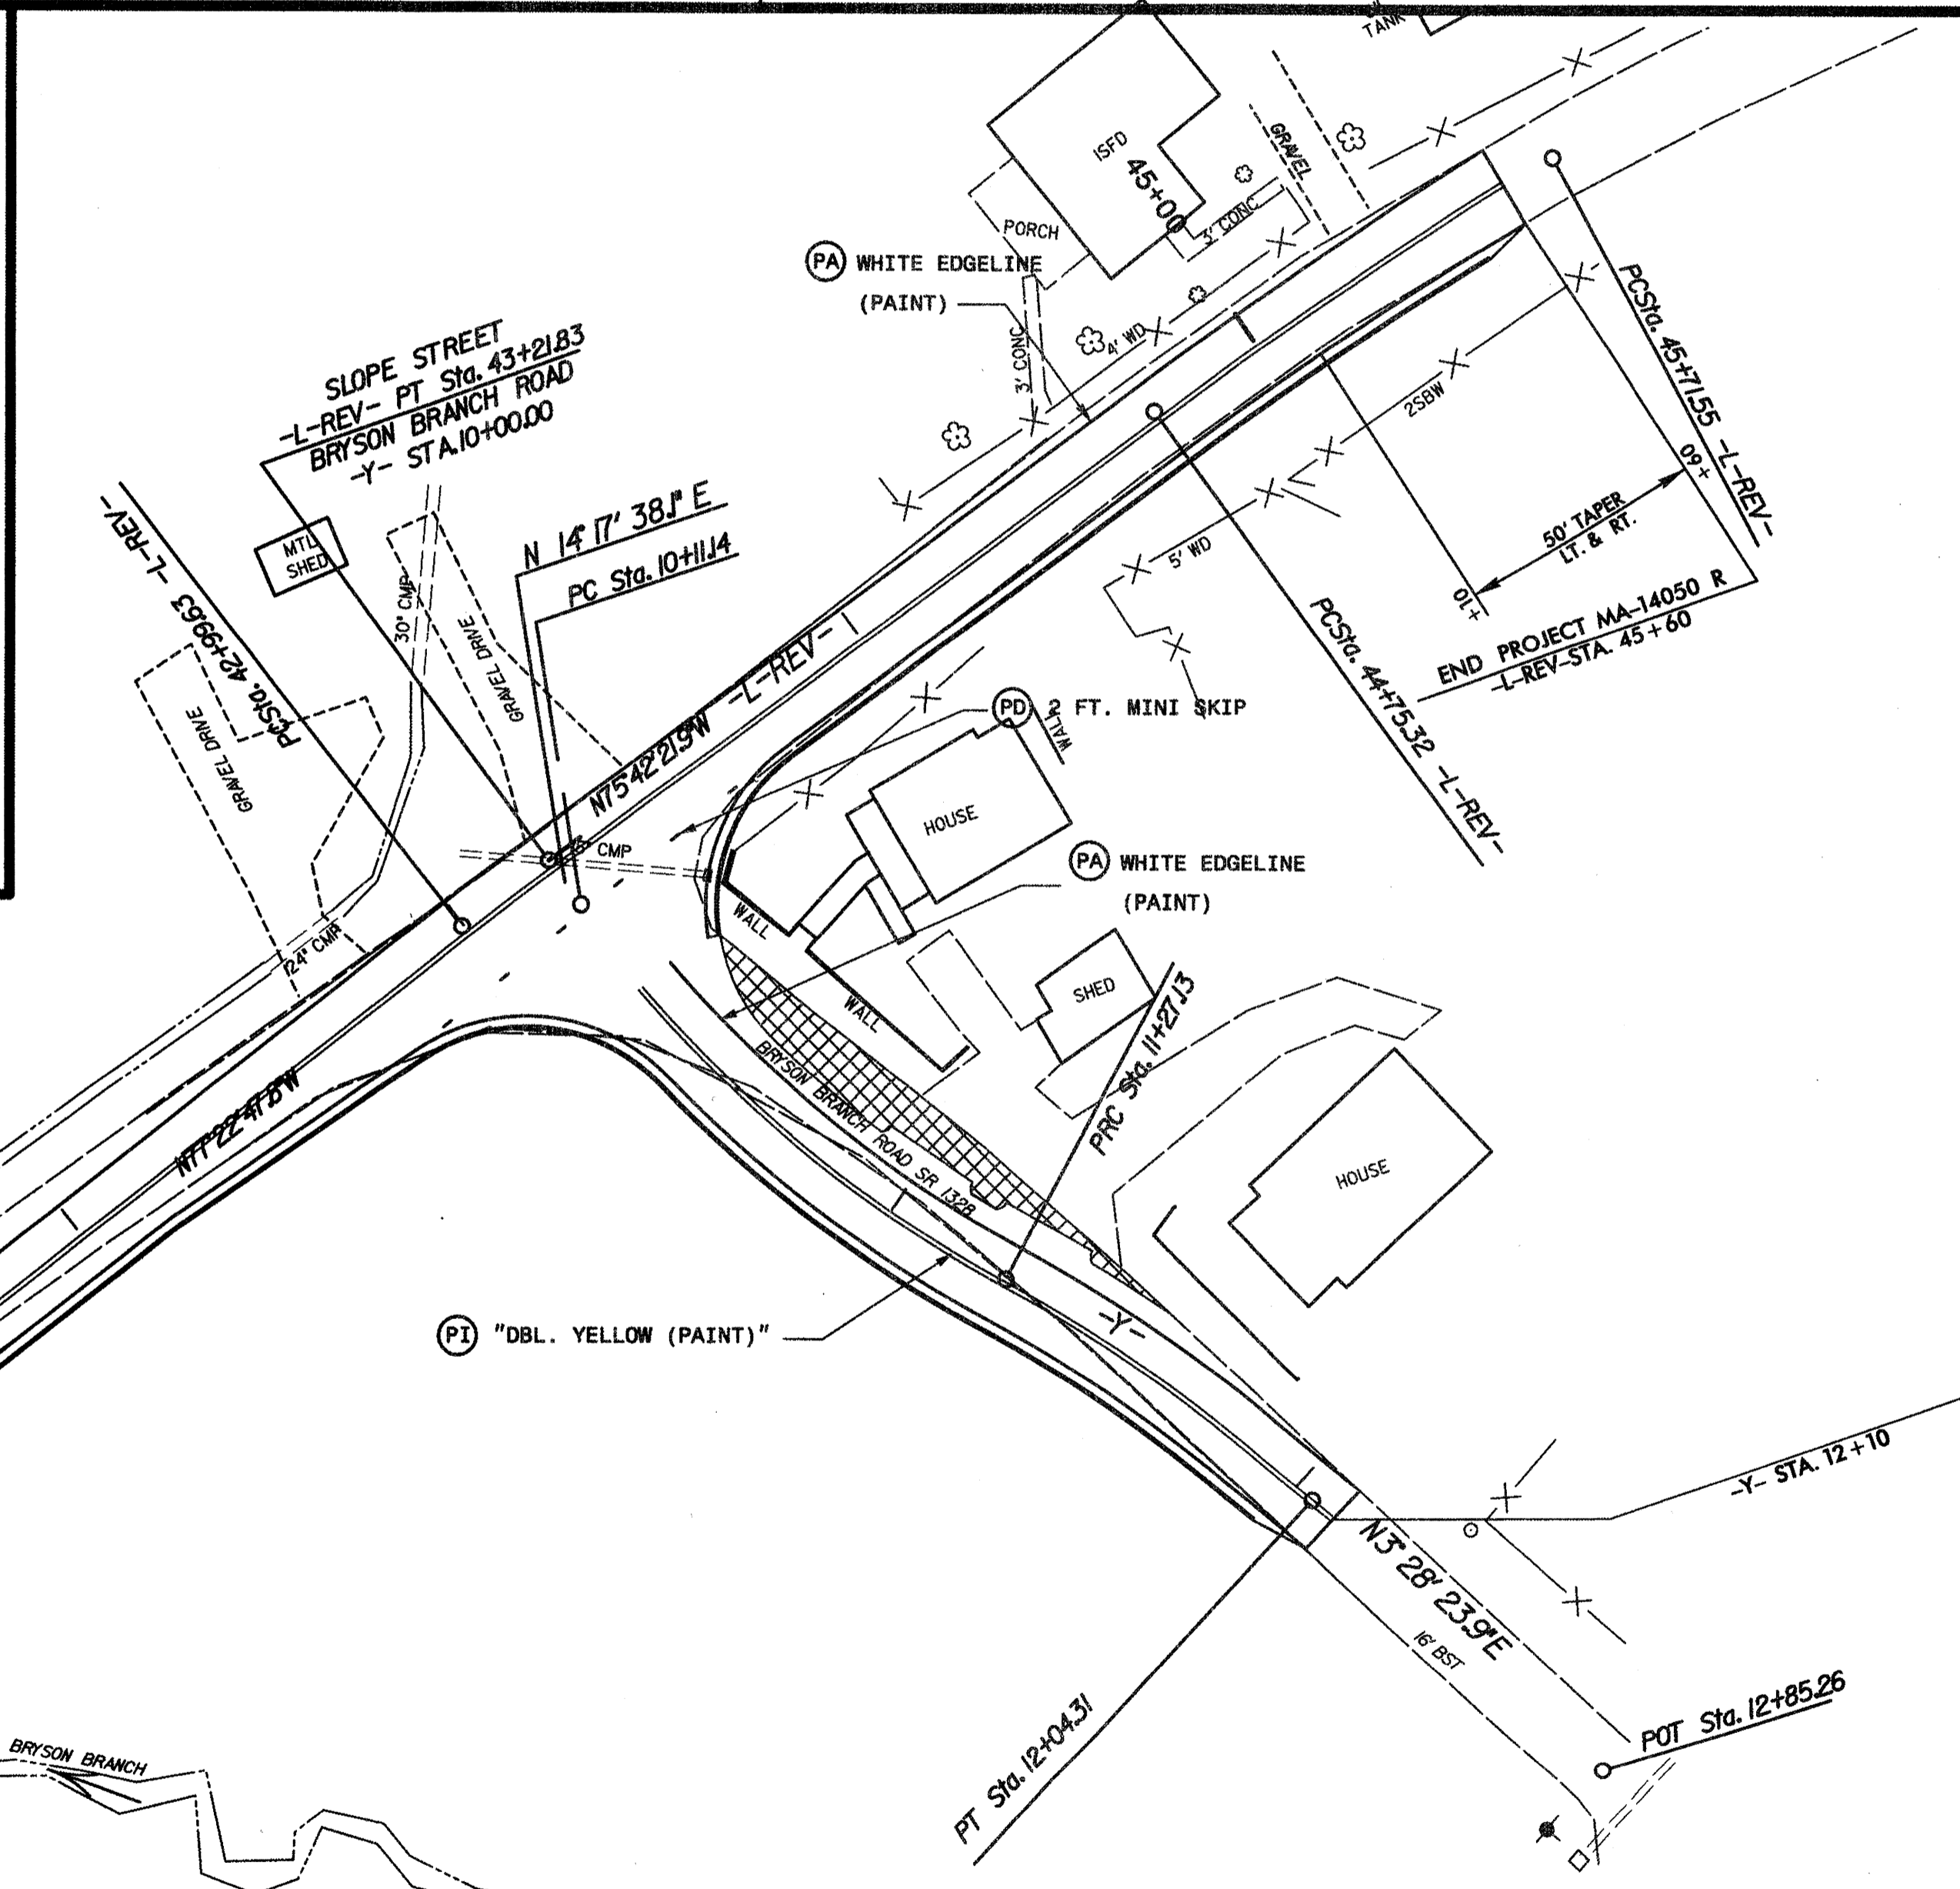 TANK
ISFD
45+00
GRAVEL
3' CONC
PORCH
PA WHITE EDGELINE
(PAINT)
3' CONC
4' WD
2SBW
5' WD
SLOPE STREET
-L-REV- PT Sta. 43+21.83
BRYSON BRANCH ROAD
-Y- STA.10+00.00
N 14° 17' 38.1" E
PC Sta. 10+11.14
PCSta. 42+99.63 -L-REV-
MTL
SHED
30" CMP
GRAVEL DRIVE
GRAVEL DRIVE
24" CMP
PCSta. 45+71.55 -L-REV-
+60
50' TAPER
LT. & RT.
+10
END PROJECT MA-14050 R
-L-REV-STA. 45+60
PCSta. 44+75.32 -L-REV-
-L-REV-
N75°42'21.9"W
PD 2 FT. MINI SKIP
WALL
HOUSE
CMP
PA WHITE EDGELINE
(PAINT)
WALL
WALL
SHED
PRC Sta. 11+27.13
BRYSON BRANCH ROAD SR 1328
HOUSE
N77°22'47.6"W
PI "DBL. YELLOW (PAINT)"
-Y-
-Y- STA. 12+10
N3° 28' 23.9"E
16' BST
PT Sta. 12+04.31
POT Sta. 12+85.26
BRYSON BRANCH